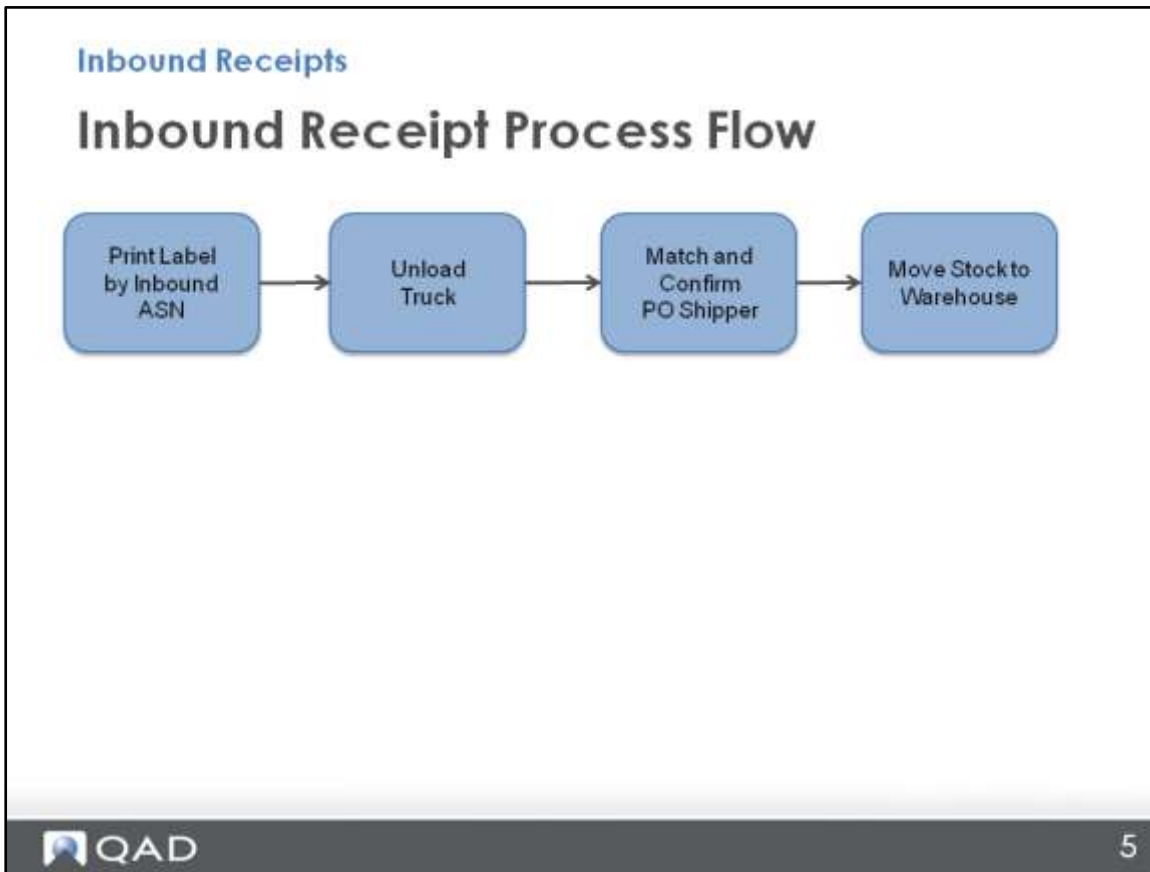 Inbound Receipts
Inbound Receipt Process Flow
Print Label
by Inbound
ASN
Unload
Truck
Match and
Confirm
PO Shipper
Move Stock to
Warehouse
QAD
5